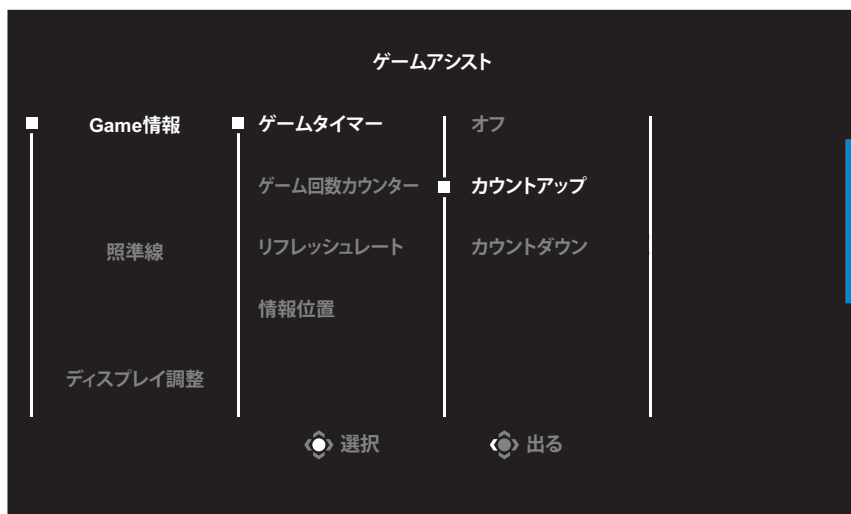 ゲームアシスト
Game情報
ゲームタイマー
オフ
ゲーム回数カウンター
カウントアップ
照準線
リフレッシュレート
カウントダウン
情報位置
ディスプレイ調整
選択
出る